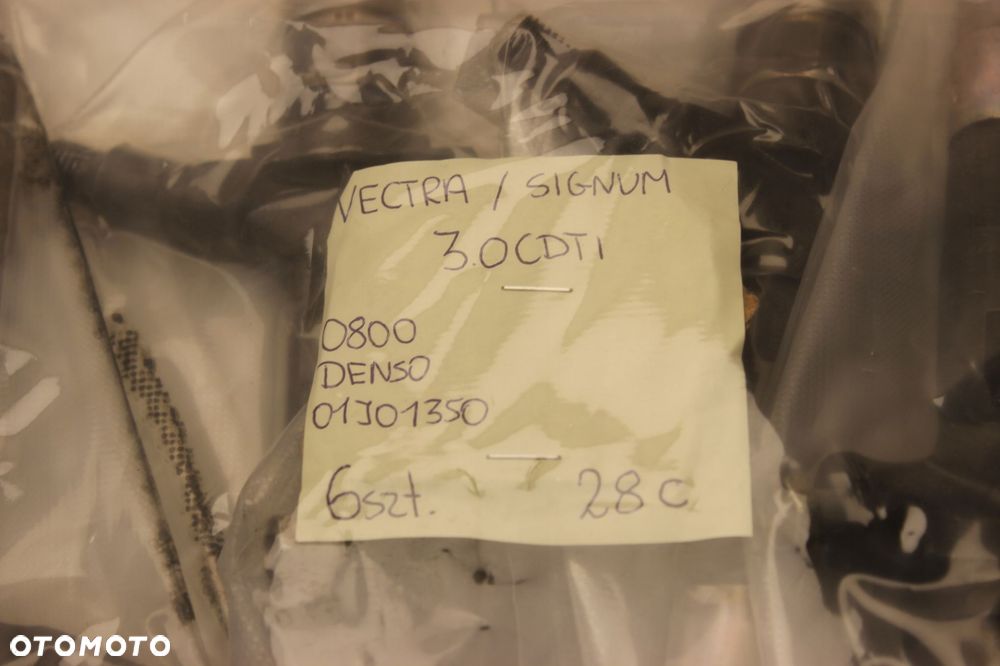 VECTRA / SIGNUM
3.0CDTI
0800
DENSO
01J01350
6szt. 28C
OTOMOTO